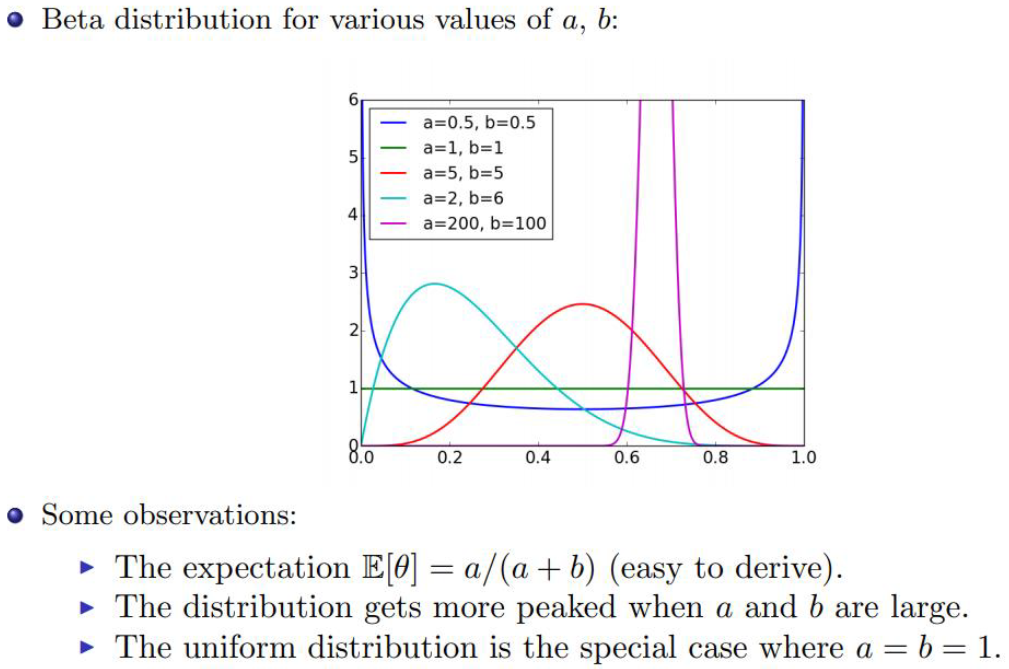 Beta distribution for various values of a, b:
6
a=0.5, b=0.5
a=1, b=1
5
a=5, b=5
a=2, b=6
4
a=200, b=100
3
2
1
0
0.0 0.2 0.4 0.6 0.8 1.0
Some observations:
The expectation 𝔼[θ] = a/(a + b) (easy to derive).
The distribution gets more peaked when a and b are large.
The uniform distribution is the special case where a = b = 1.